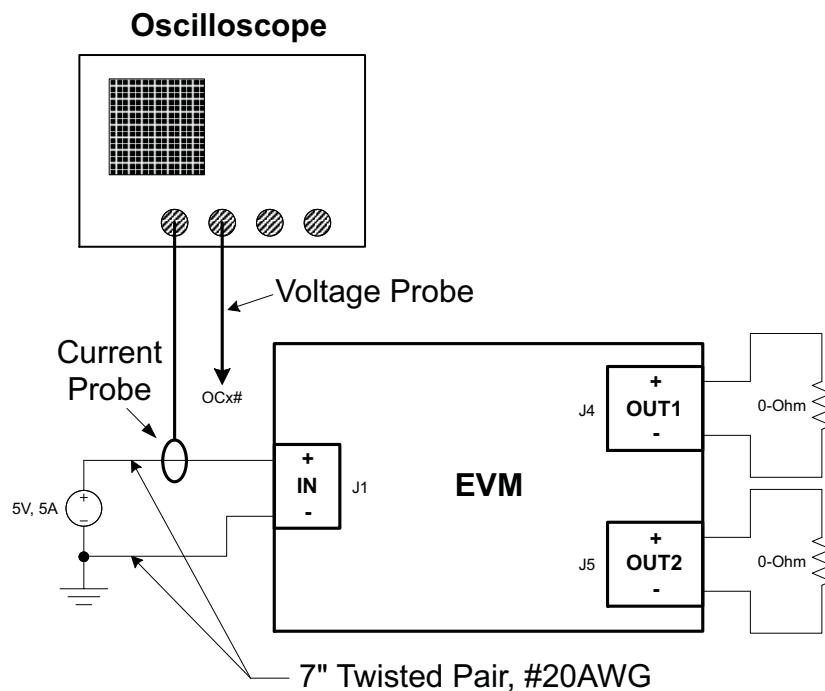 Oscilloscope
Voltage Probe
Current
Probe
OCx#
+
OUT1
-
J4
0-Ohm
+
IN
-
J1
EVM
5V, 5A
+
–
+
OUT2
-
J5
0-Ohm
7" Twisted Pair, #20AWG